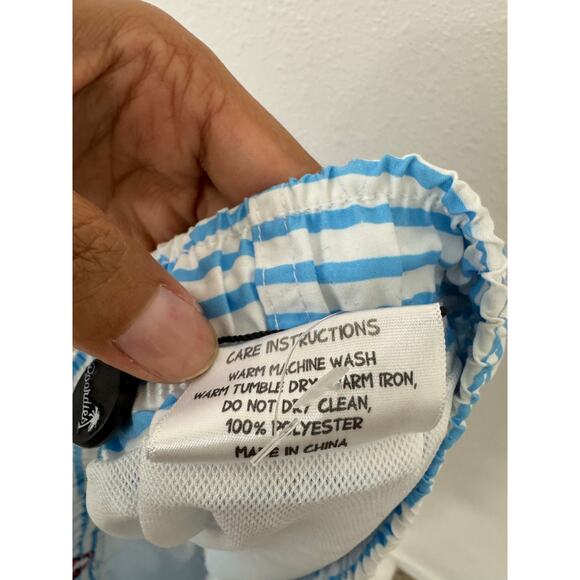 CARE INSTRUCTIONS
WARM MACHINE WASH
WARM TUMBLE DRY, WARM IRON,
DO NOT DRY CLEAN,
100% POLYESTER
MADE IN CHINA